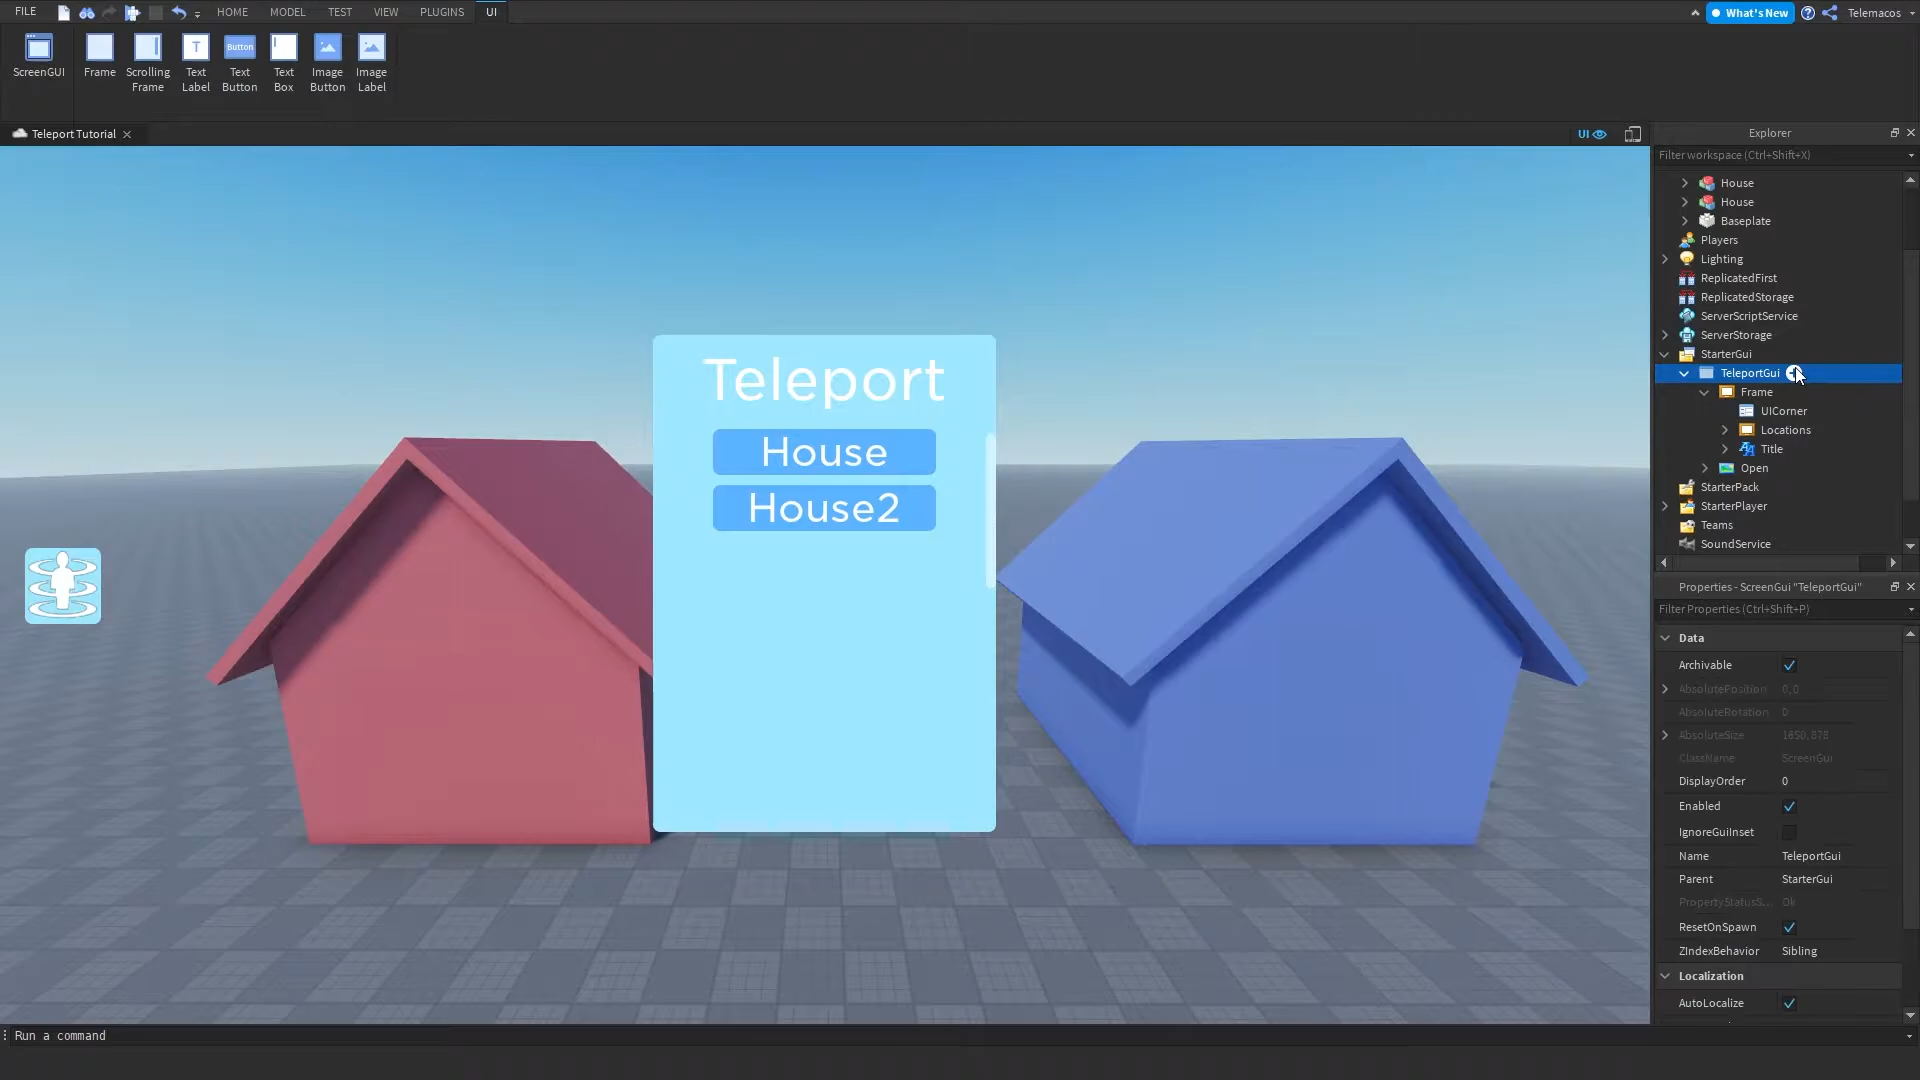 FILE
HOME
MODEL
TEST
VIEW
PLUGINS
UI
What's New
Telemacos
ScreenGUI
Frame
Scrolling
Frame
T
Text
Label
Button
Text
Button
Text
Box
Image
Button
Image
Label
Teleport Tutorial
UI
Teleport
House
House2
Explorer
Filter workspace (Ctrl+Shift+X)
House
House
Baseplate
Players
Lighting
ReplicatedFirst
ReplicatedStorage
ServerScriptService
ServerStorage
StarterGui
TeleportGui
Frame
UICorner
Locations
Title
Open
StarterPack
StarterPlayer
Teams
SoundService
Properties - ScreenGui "TeleportGui"
Filter Properties (Ctrl+Shift+P)
Data
Archivable
AbsolutePosition 0,0
AbsoluteRotation 0
AbsoluteSize 1650,878
ClassName ScreenGui
DisplayOrder 0
Enabled
IgnoreGuiInset
Name TeleportGui
Parent StarterGui
PropertyStatusS... Ok
ResetOnSpawn
ZIndexBehavior Sibling
Localization
AutoLocalize
Run a command